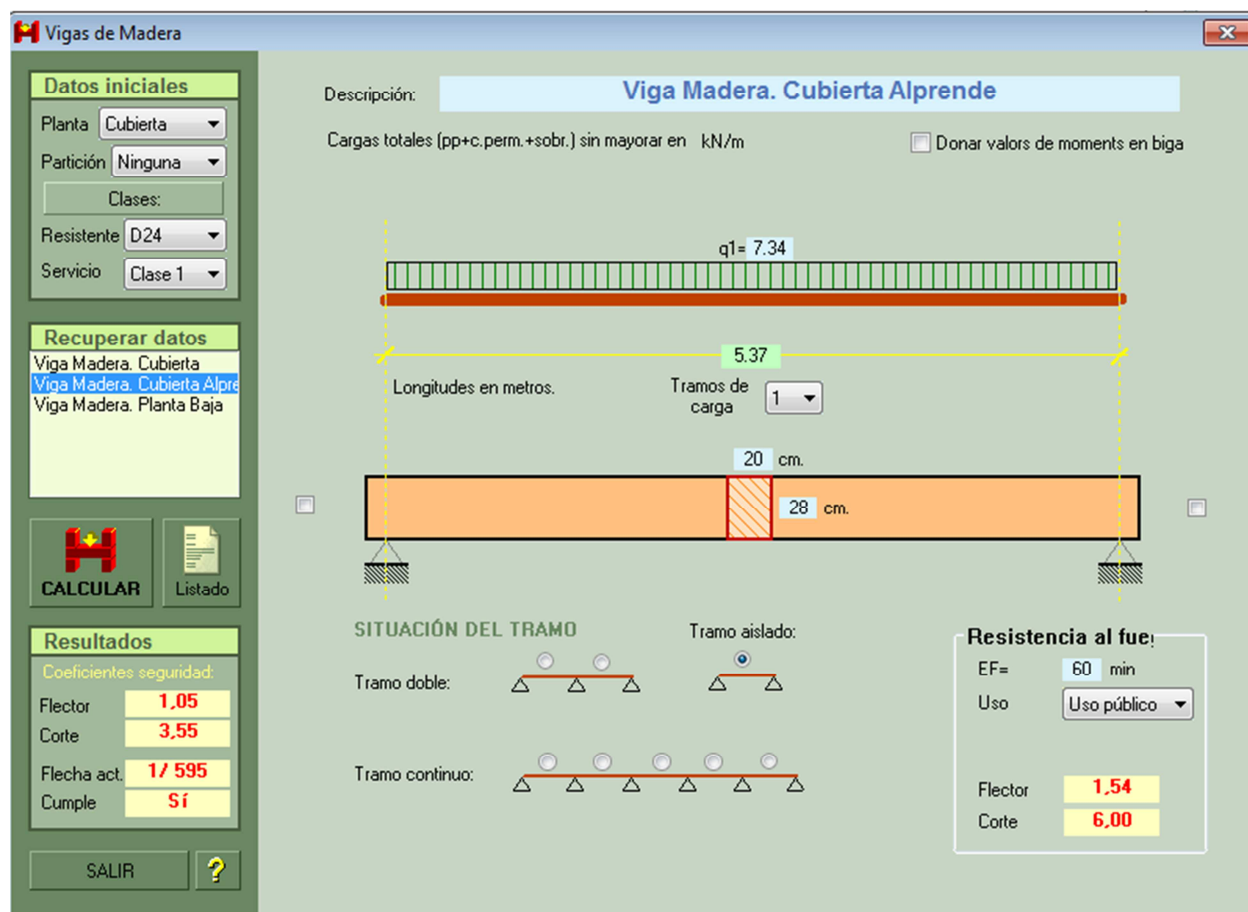 Vigas de Madera
Datos iniciales
Planta Cubierta
Partición Ninguna
Clases:
Resistente D24
Servicio Clase 1
Recuperar datos
Viga Madera. Cubierta
Viga Madera. Cubierta Alpre
Viga Madera. Planta Baja
CALCULAR
Listado
Resultados
Coeficientes seguridad:
Flector 1,05
Corte 3,55
Flecha act. 1/ 595
Cumple Sí
SALIR ?
Descripción: Viga Madera. Cubierta Alprende
Cargas totales (pp+c.perm.+sobr.) sin mayorar en kN/m
Donar valors de moments en biga
q1= 7.34
5.37
Longitudes en metros.
Tramos de
carga 1
20 cm.
28 cm.
SITUACIÓN DEL TRAMO
Tramo aislado:
Tramo doble:
Tramo continuo:
Resistencia al fue
EF= 60 min
Uso Uso público
Flector 1,54
Corte 6,00